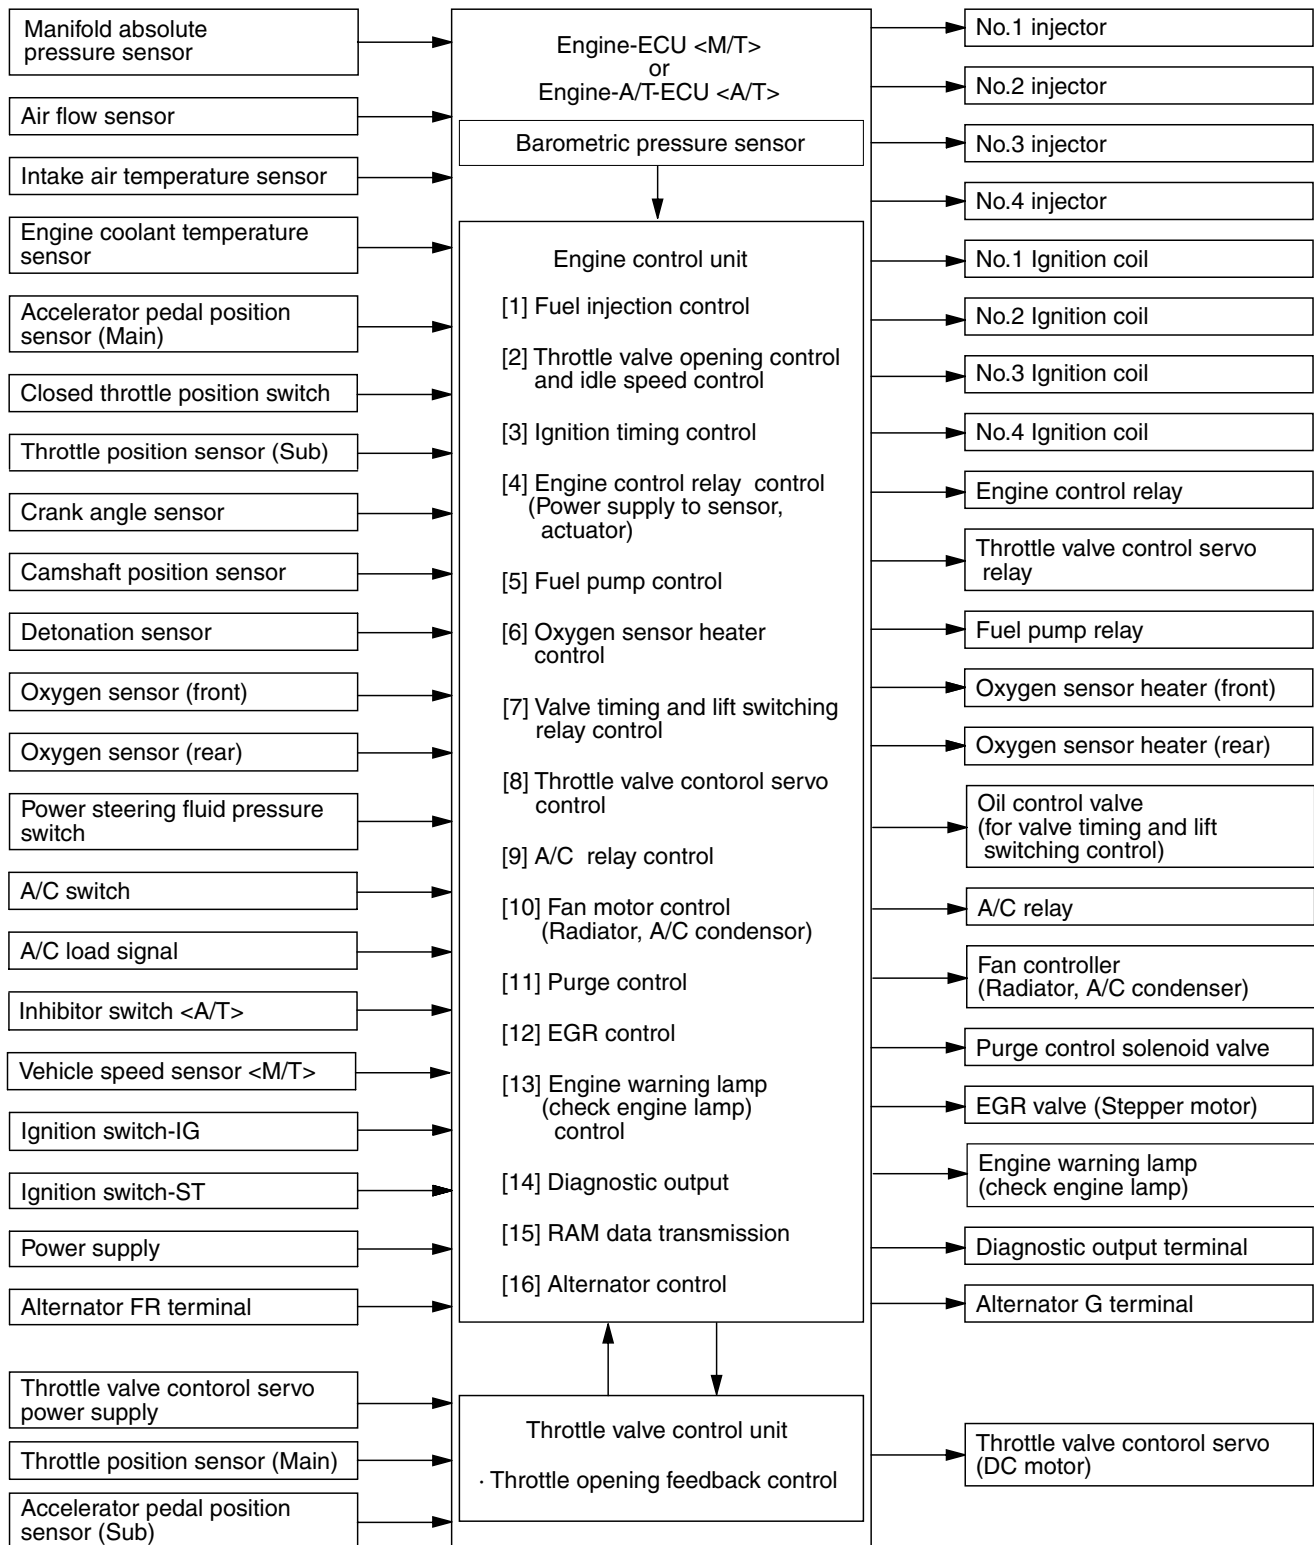 Manifold absolute
pressure sensor
Air flow sensor
Intake air temperature sensor
Engine coolant temperature
sensor
Accelerator pedal position
sensor (Main)
Closed throttle position switch
Throttle position sensor (Sub)
Crank angle sensor
Camshaft position sensor
Detonation sensor
Oxygen sensor (front)
Oxygen sensor (rear)
Power steering fluid pressure
switch
A/C switch
A/C load signal
Inhibitor switch <A/T>
Vehicle speed sensor <M/T>
Ignition switch-IG
Ignition switch-ST
Power supply
Alternator FR terminal
Throttle valve contorol servo
power supply
Throttle position sensor (Main)
Accelerator pedal position
sensor (Sub)
Engine-ECU <M/T>
or
Engine-A/T-ECU <A/T>
Barometric pressure sensor
Engine control unit
[1] Fuel injection control
[2] Throttle valve opening control
and idle speed control
[3] Ignition timing control
[4] Engine control relay control
(Power supply to sensor,
actuator)
[5] Fuel pump control
[6] Oxygen sensor heater
control
[7] Valve timing and lift switching
relay control
[8] Throttle valve contorol servo
control
[9] A/C relay control
[10] Fan motor control
(Radiator, A/C condensor)
[11] Purge control
[12] EGR control
[13] Engine warning lamp
(check engine lamp)
control
[14] Diagnostic output
[15] RAM data transmission
[16] Alternator control
Throttle valve control unit
· Throttle opening feedback control
No.1 injector
No.2 injector
No.3 injector
No.4 injector
No.1 Ignition coil
No.2 Ignition coil
No.3 Ignition coil
No.4 Ignition coil
Engine control relay
Throttle valve control servo
relay
Fuel pump relay
Oxygen sensor heater (front)
Oxygen sensor heater (rear)
Oil control valve
(for valve timing and lift
switching control)
A/C relay
Fan controller
(Radiator, A/C condenser)
Purge control solenoid valve
EGR valve (Stepper motor)
Engine warning lamp
(check engine lamp)
Diagnostic output terminal
Alternator G terminal
Throttle valve contorol servo
(DC motor)